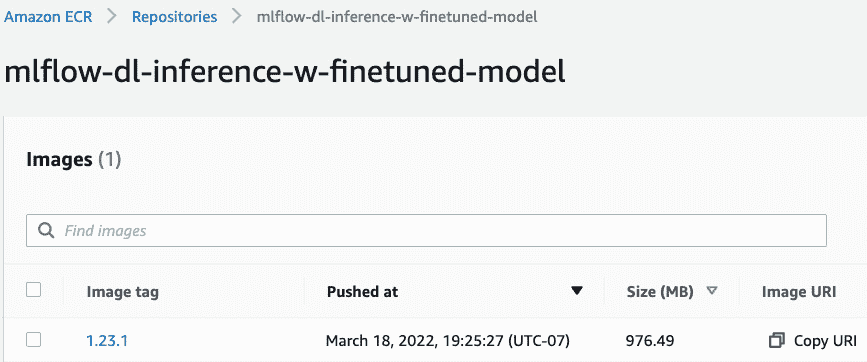 Amazon ECR > Repositories > mlflow-dl-inference-w-finetuned-model
mlflow-dl-inference-w-finetuned-model
Images (1)
Find images
Image tag Pushed at Size (MB) Image URI
1.23.1 March 18, 2022, 19:25:27 (UTC-07) 976.49 Copy URI